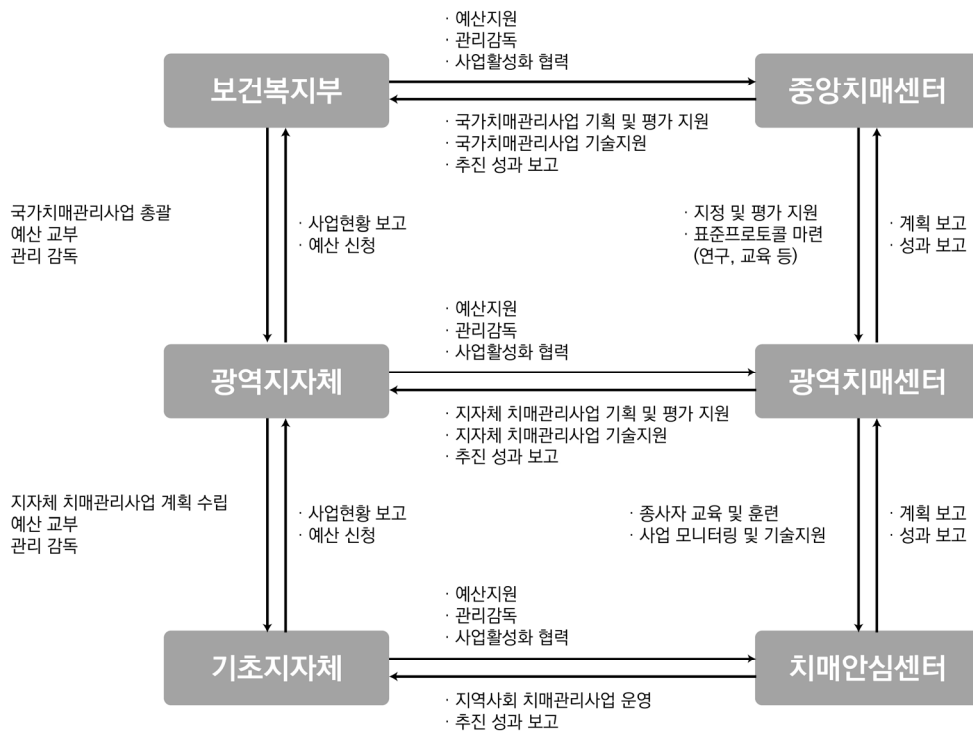 · 예산지원
· 관리감독
· 사업활성화 협력
보건복지부
중앙치매센터
· 국가치매관리사업 기획 및 평가 지원
· 국가치매관리사업 기술지원
· 추진 성과 보고
국가치매관리사업 총괄
예산 교부
관리 감독
· 사업현황 보고
· 예산 신청
· 지정 및 평가 지원
· 표준프로토콜 마련
(연구, 교육 등)
· 계획 보고
· 성과 보고
· 예산지원
· 관리감독
· 사업활성화 협력
광역지자체
광역치매센터
· 지자체 치매관리사업 기획 및 평가 지원
· 지자체 치매관리사업 기술지원
· 추진 성과 보고
지자체 치매관리사업 계획 수립
예산 교부
관리 감독
· 사업현황 보고
· 예산 신청
· 종사자 교육 및 훈련
· 사업 모니터링 및 기술지원
· 계획 보고
· 성과 보고
· 예산지원
· 관리감독
· 사업활성화 협력
기초지자체
치매안심센터
· 지역사회 치매관리사업 운영
· 추진 성과 보고